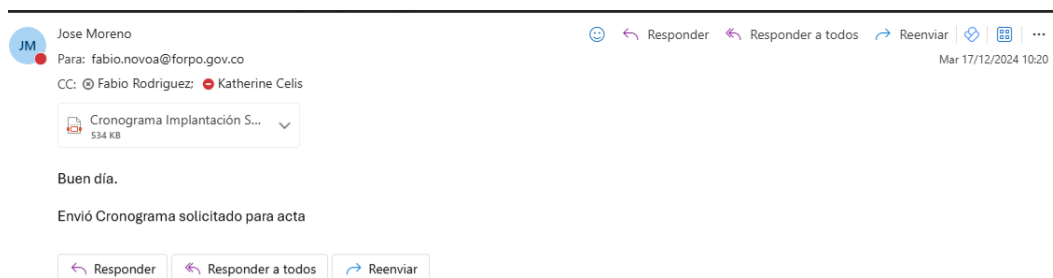 JM
Jose Moreno
Responder Responder a todos Reenviar
Para: fabio.novoa@forpo.gov.co
Mar 17/12/2024 10:20
CC: Fabio Rodriguez; Katherine Celis
Cronograma Implantación S...
534 KB
Buen día.
Envió Cronograma solicitado para acta
Responder Responder a todos Reenviar